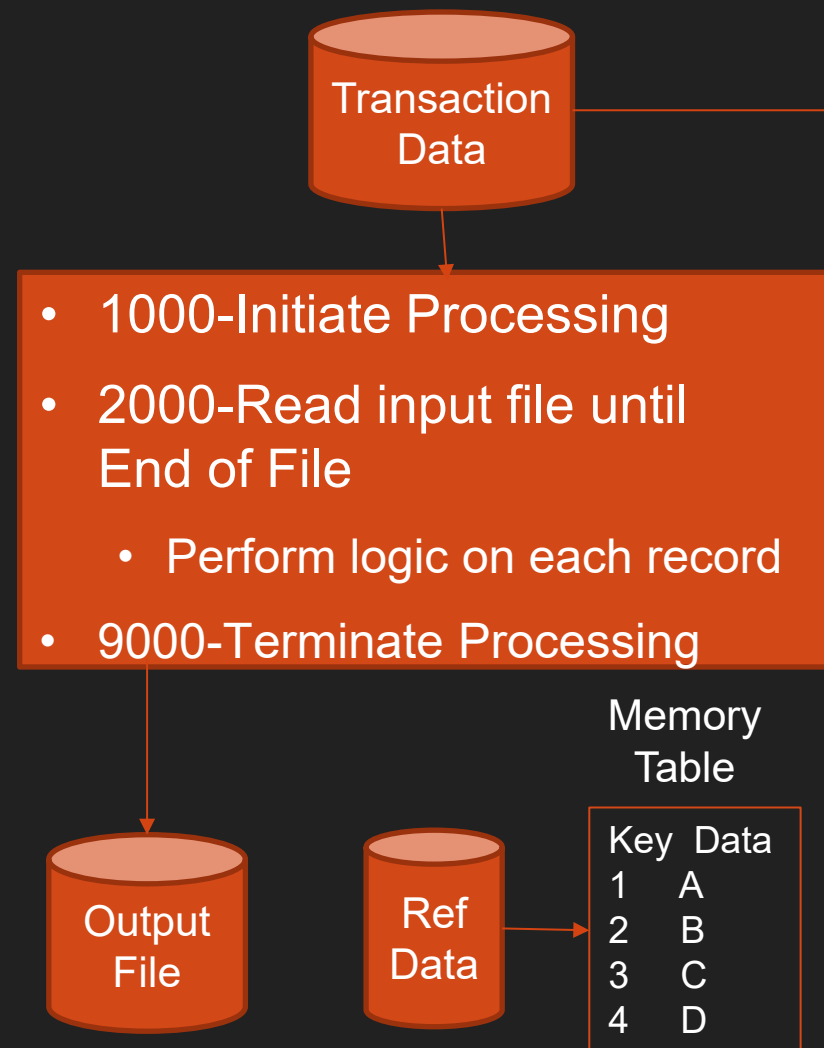 Transaction
Data
• 1000-Initiate Processing
• 2000-Read input file until
End of File
• Perform logic on each record
• 9000-Terminate Processing
Memory
Table
Key Data
1 A
2 B
3 C
4 D
Output
File
Ref
Data